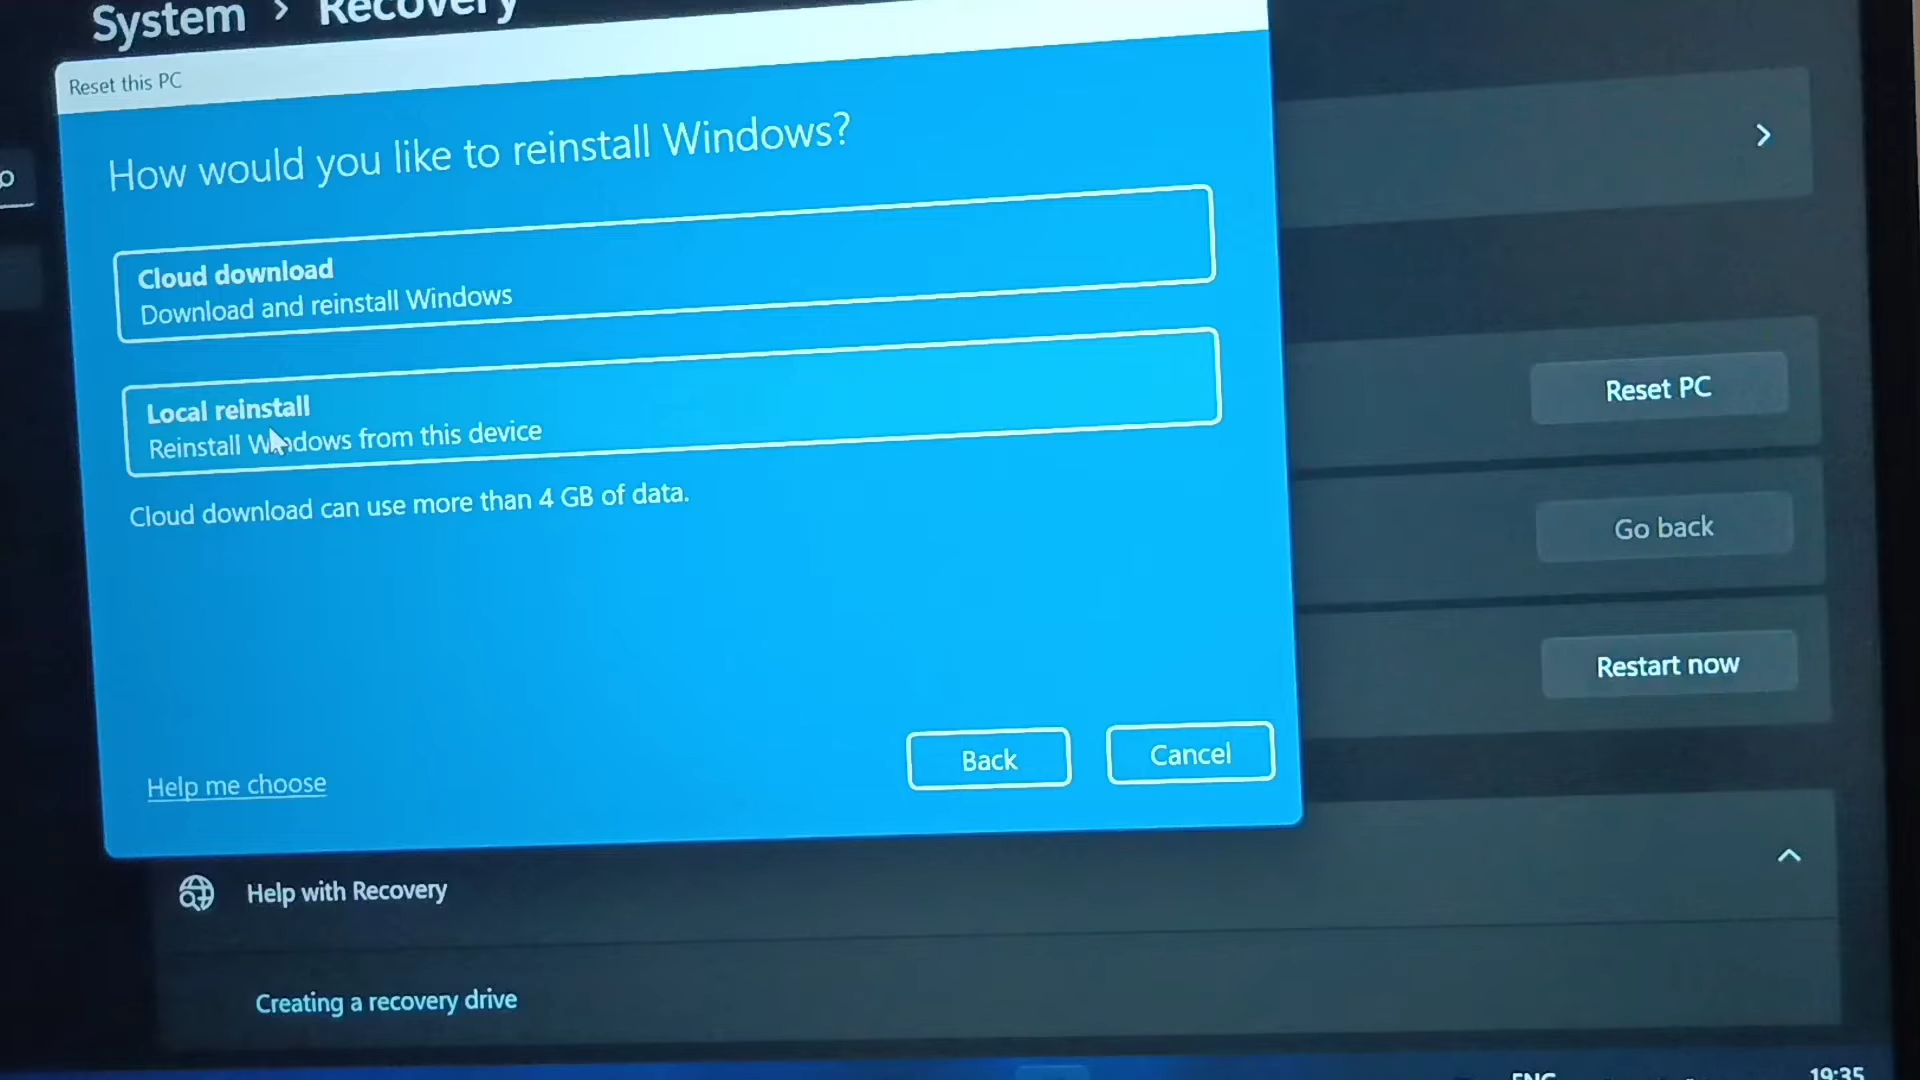 System > Recovery
Reset this PC
How would you like to reinstall Windows?
Cloud download
Download and reinstall Windows
Local reinstall
Reinstall Windows from this device
Cloud download can use more than 4 GB of data.
Help me choose
Back
Cancel
Reset PC
Go back
Restart now
Help with Recovery
Creating a recovery drive
ENG
19:35